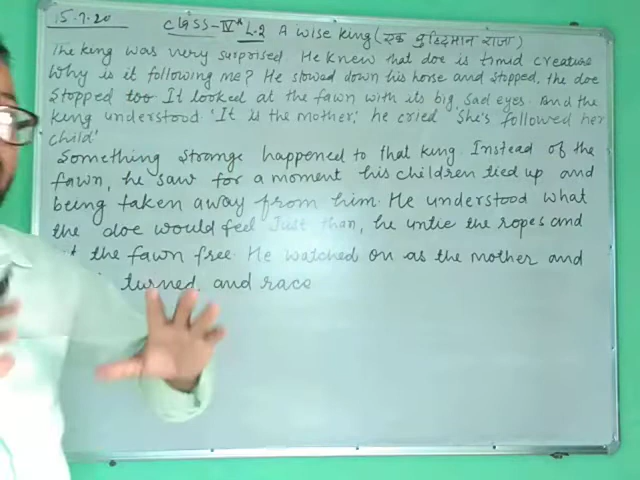 15.7.20 CLASS-IV L.2 A wise king (एक बुद्धिमान राजा)
The king was very surprised. He knew that doe is timid creature
Why is it following me? He slowed down his horse and stopped, the doe
stopped too It looked at the fawn with its big, sad eyes. And the
king understood 'It is the mother,' he cried 'She's followed her
child'
Something strange happened to that king. Instead of the
fawn, he saw for a moment his children tied up and
being taken away from him. He understood what
the doe would feel Just than, he untie the ropes and
the fawn free. He watched on as the mother and
turned, and race